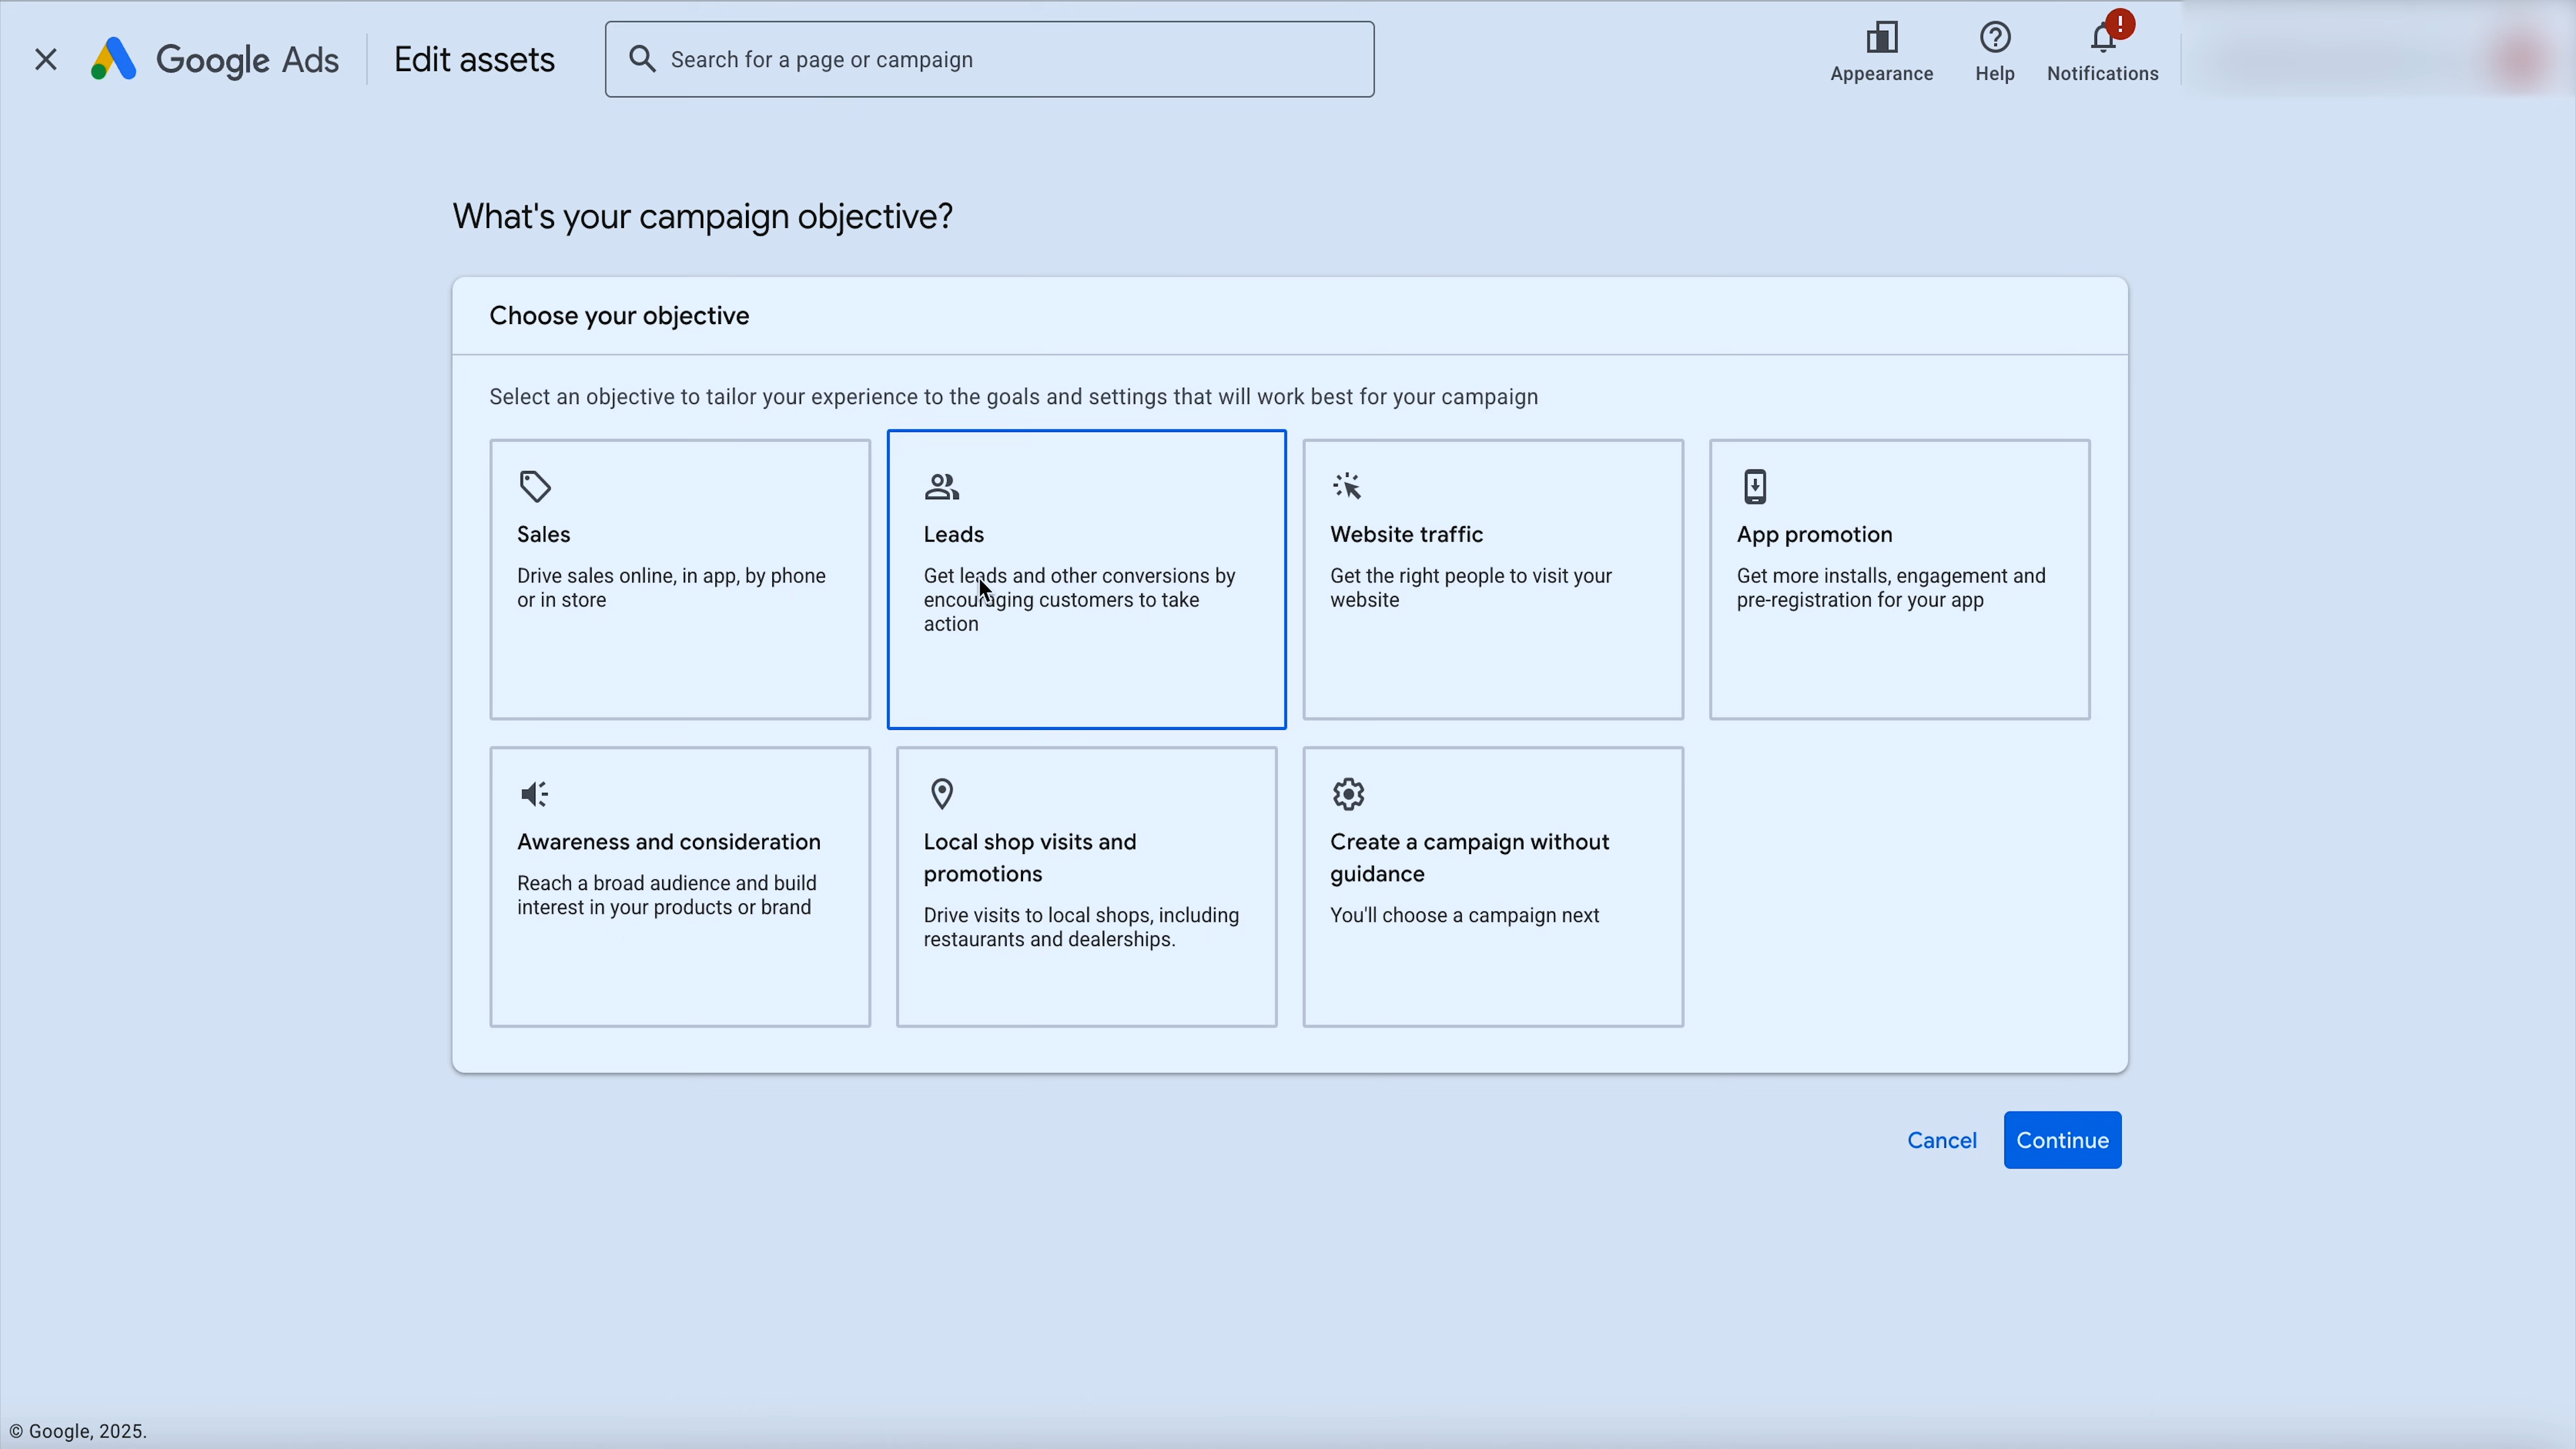 Google Ads
Edit assets
Search for a page or campaign
Appearance
Help
!
Notifications
What's your campaign objective?
Choose your objective
Select an objective to tailor your experience to the goals and settings that will work best for your campaign
Sales
Drive sales online, in app, by phone
or in store
Leads
Get leads and other conversions by
encouraging customers to take
action
Website traffic
Get the right people to visit your
website
App promotion
Get more installs, engagement and
pre-registration for your app
Awareness and consideration
Reach a broad audience and build
interest in your products or brand
Local shop visits and
promotions
Drive visits to local shops, including
restaurants and dealerships.
Create a campaign without
guidance
You'll choose a campaign next
Cancel
Continue
© Google, 2025.